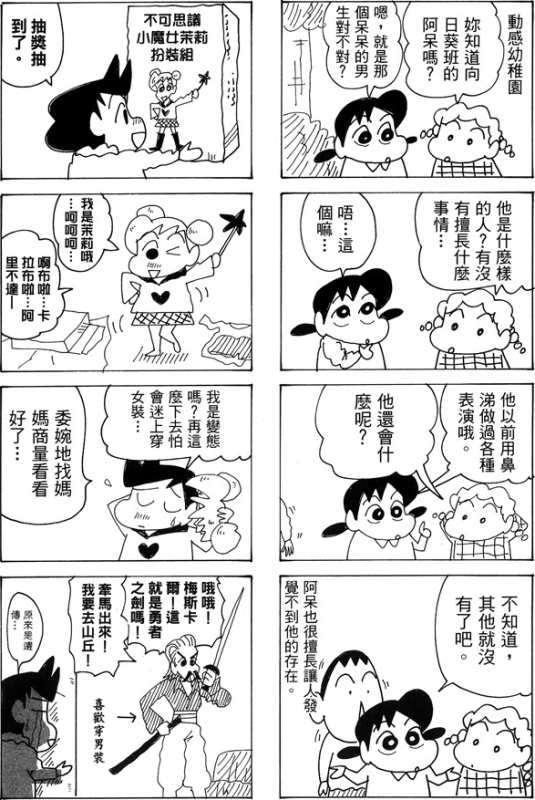 動感幼稚園
妳知道向
日葵班的
阿呆嗎?
嗯,就是那
個呆呆的男
生對不對?
他是什麼樣
的人?有沒
有擅長什麼
事情…
唔…這
個嘛…
他以前用鼻
涕做過各種
表演哦。
他還會什
麼呢?
不知道,
其他就沒
有了吧。
阿呆也很擅長讓人發
覺不到他的存在。
不可思議
小魔女茉莉
扮裝組
抽獎抽
到了。
我是茉莉哦
…呵呵呵…
啊布啦…卡
拉布啦…阿
里不達—
我是變態
嗎?再這
麼下去怕
會迷上穿
女裝…
委婉地找媽
媽商量看看
好了…
哦哦!
梅斯卡
爾!這
就是勇者
之劍嗎!
牽馬出來!
我要去山丘!
喜歡穿男裝
原來是遺
傳…